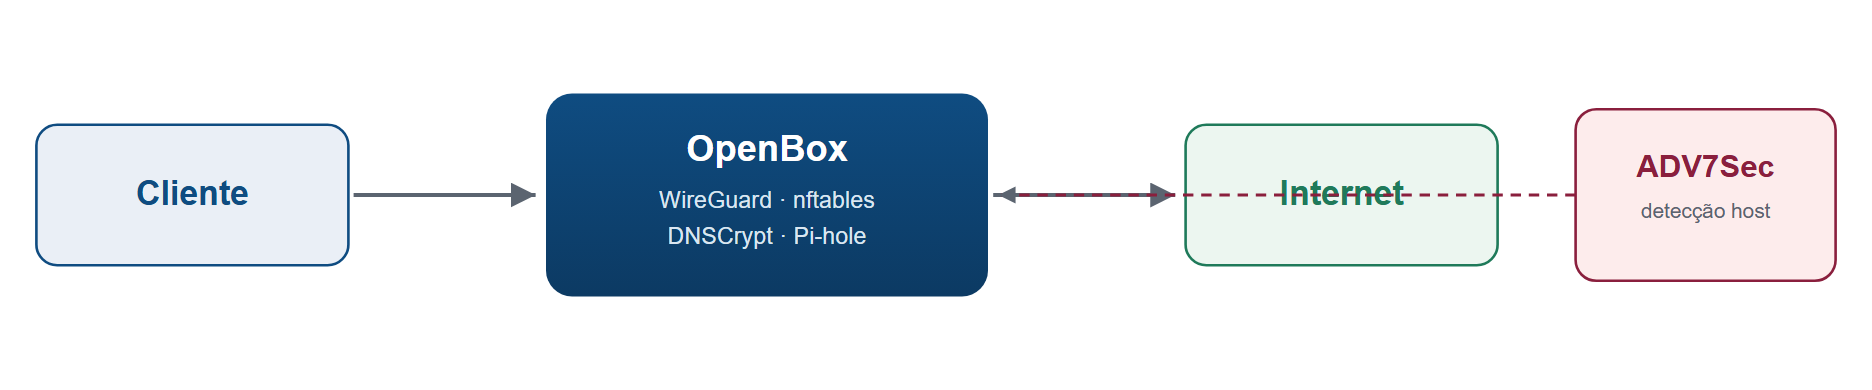 Cliente
OpenBox
WireGuard · nftables
DNSCrypt · Pi-hole
Internet
ADV7Sec
detecção host